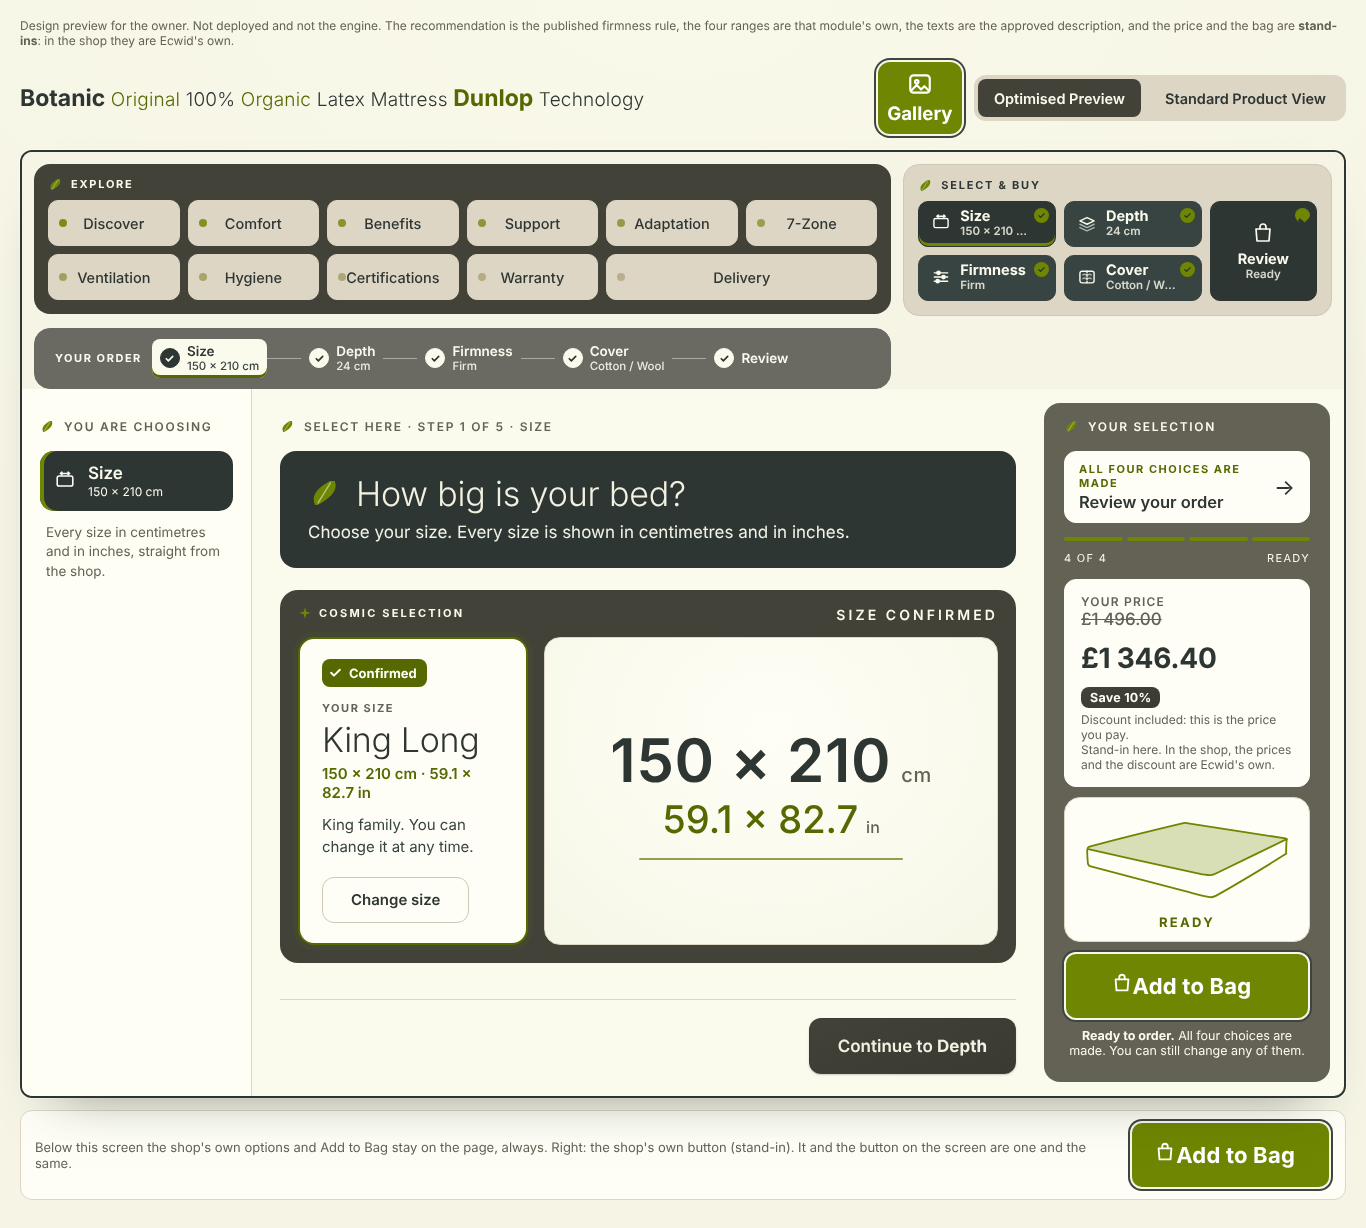 Design preview for the owner. Not deployed and not the engine. The recommendation is the published firmness rule, the four ranges are that module's own, the texts are the approved description, and the price and the bag are stand-
ins: in the shop they are Ecwid's own.
Botanic Original 100% Organic Latex Mattress Dunlop Technology
Gallery
Optimised Preview
Standard Product View
EXPLORE
Discover
Comfort
Benefits
Support
Adaptation
7-Zone
Ventilation
Hygiene
Certifications
Warranty
Delivery
SELECT & BUY
Size
150 × 210 ...
Depth
24 cm
Firmness
Firm
Cover
Cotton / W...
Review
Ready
YOUR ORDER
Size
150 × 210 cm
Depth
24 cm
Firmness
Firm
Cover
Cotton / Wool
Review
YOU ARE CHOOSING
Size
150 × 210 cm
Every size in centimetres
and in inches, straight from
the shop.
SELECT HERE · STEP 1 OF 5 · SIZE
How big is your bed?
Choose your size. Every size is shown in centimetres and in inches.
COSMIC SELECTION
SIZE CONFIRMED
Confirmed
YOUR SIZE
King Long
150 × 210 cm · 59.1 ×
82.7 in
King family. You can
change it at any time.
Change size
150 × 210 cm
59.1 × 82.7 in
Continue to Depth
YOUR SELECTION
ALL FOUR CHOICES ARE
MADE
Review your order
4 OF 4
READY
YOUR PRICE
£1 496.00
£1 346.40
Save 10%
Discount included: this is the price
you pay.
Stand-in here. In the shop, the prices
and the discount are Ecwid's own.
READY
Add to Bag
Ready to order. All four choices are
made. You can still change any of them.
Below this screen the shop's own options and Add to Bag stay on the page, always. Right: the shop's own button (stand-in). It and the button on the screen are one and the
same.
Add to Bag